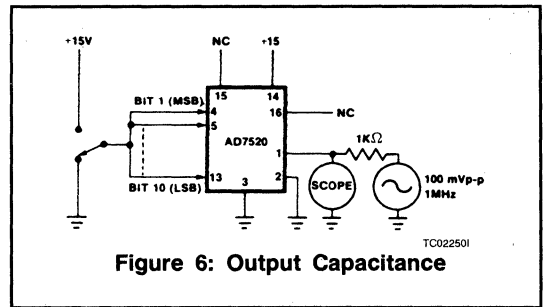 +15V
NC
+15
15
14
BIT 1 (MSB)
4
16
NC
5
AD7520
1KΩ
1
13
2
SCOPE
100 mVp-p
1MHz
BIT 10 (LSB)
3
TC02250I
Figure 6: Output Capacitance